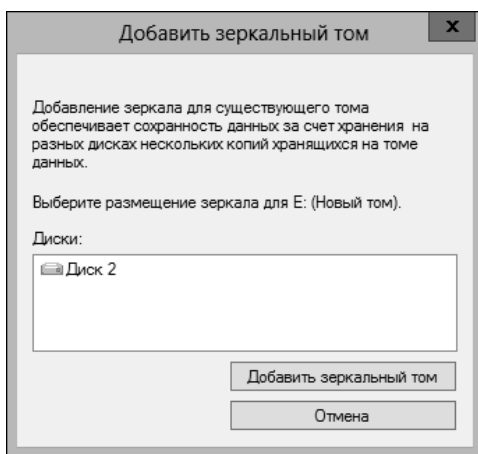 Добавить зеркальный том
x
Добавление зеркала для существующего тома
обеспечивает сохранность данных за счет хранения на
разных дисках нескольких копий хранящихся на томе
данных.
Выберите размещение зеркала для E: (Новый том).
Диски:
Диск 2
Добавить зеркальный том
Отмена